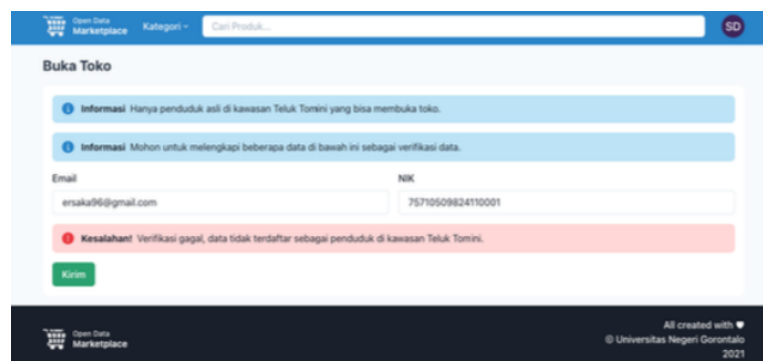 Open Data
Marketplace Kategori Cari Produk... SD
Buka Toko
Informasi Hanya penduduk asli di kawasan Teluk Tomini yang bisa membuka toko.
Informasi Mohon untuk melengkapi beberapa data di bawah ini sebagai verifikasi data.
Email NIK
ersaka96@gmail.com 75710509824110001
Kesalahan! Verifikasi gagal, data tidak terdaftar sebagai penduduk di kawasan Teluk Tomini.
Kirim
Open Data
Marketplace
All created with
© Universitas Negeri Gorontalo
2021